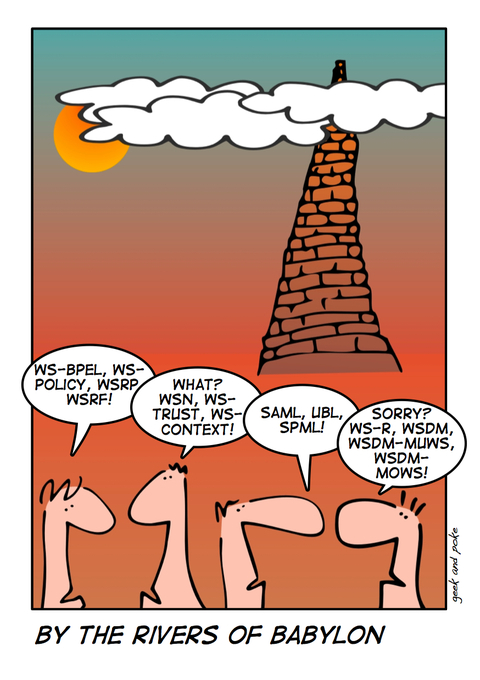 WS-BPEL, WS-
POLICY, WSRP,
WSRF!
WHAT?
WSN, WS-
TRUST, WS-
CONTEXT!
SAML, UBL,
SPML!
SORRY?
WS-R, WSDM,
WSDM-MUWS,
WSDM-
MOWS!
geek and poke
BY THE RIVERS OF BABYLON